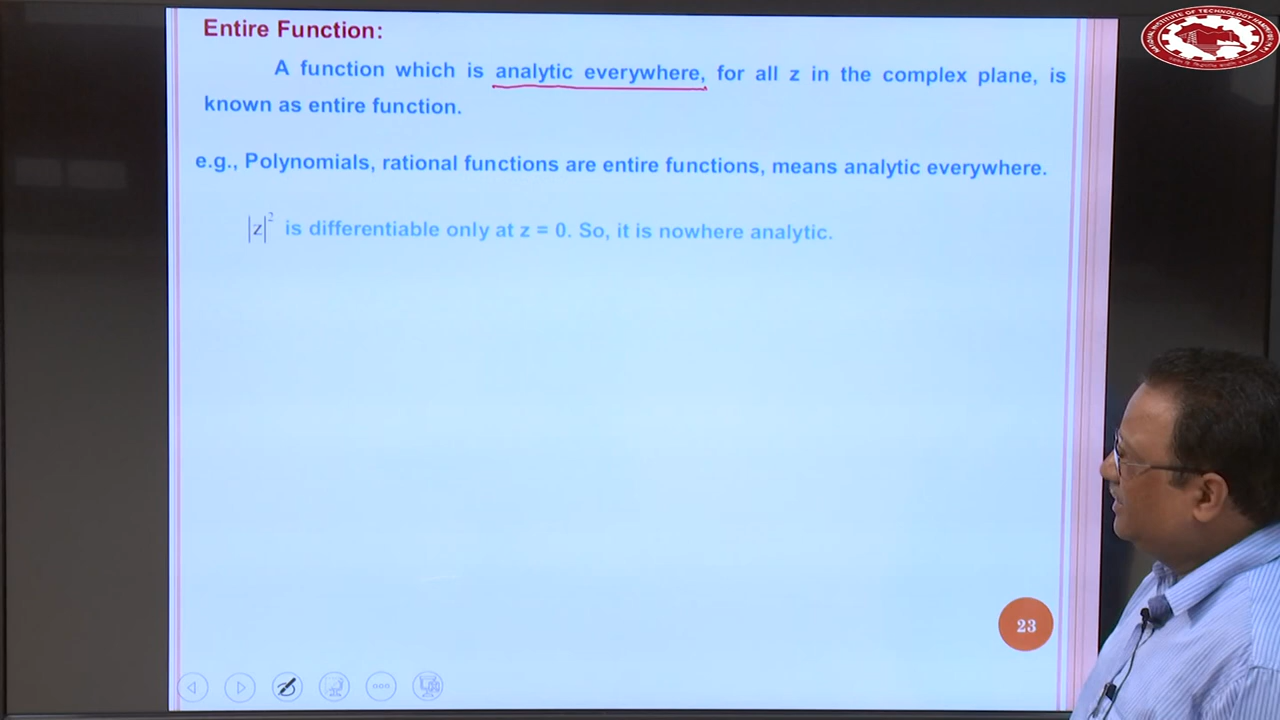 Entire Function:
A function which is analytic everywhere, for all z in the complex plane, is
known as entire function.
e.g., Polynomials, rational functions are entire functions, means analytic everywhere.
|z|² is differentiable only at z = 0. So, it is nowhere analytic.
23